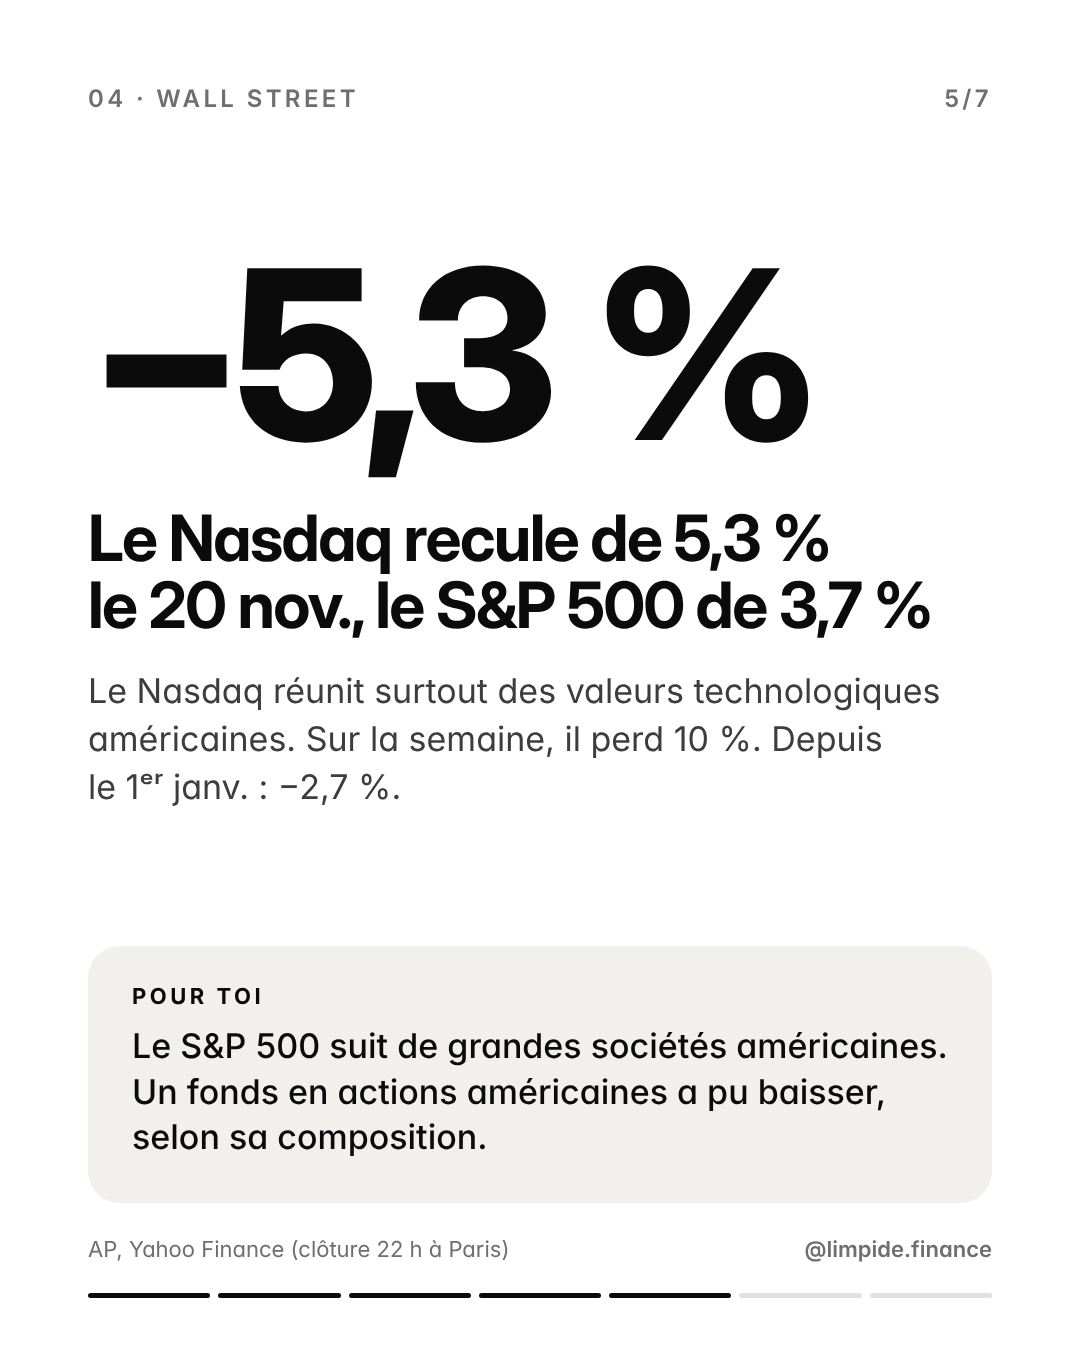 04 · WALL STREET
5/7
−5,3 %
Le Nasdaq recule de 5,3 %
le 20 nov., le S&P 500 de 3,7 %
Le Nasdaq réunit surtout des valeurs technologiques
américaines. Sur la semaine, il perd 10 %. Depuis
le 1ᵉʳ janv. : −2,7 %.
POUR TOI
Le S&P 500 suit de grandes sociétés américaines.
Un fonds en actions américaines a pu baisser,
selon sa composition.
AP, Yahoo Finance (clôture 22 h à Paris)
@limpide.finance